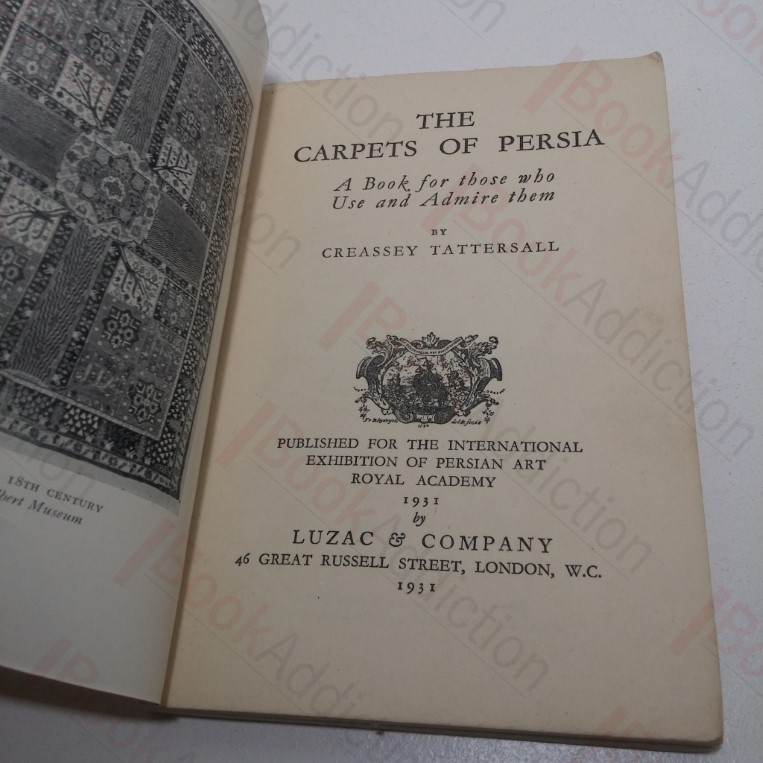 18TH CENTURY
Museum
THE
CARPETS OF PERSIA
A Book for those who
Use and Admire them
BY
CREASSEY TATTERSALL
PUBLISHED FOR THE INTERNATIONAL
EXHIBITION OF PERSIAN ART
ROYAL ACADEMY
1931
by
LUZAC & COMPANY
46 GREAT RUSSELL STREET, LONDON, W.C.
1931
BookAddiction